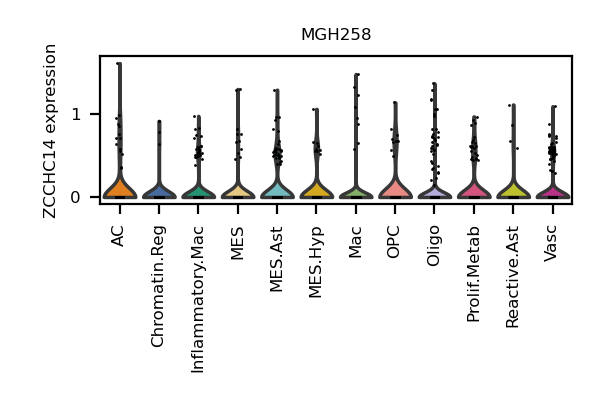 MGH258
ZCCHC14 expression
1
0
AC
Chromatin.Reg
Inflammatory.Mac
MES
MES.Ast
MES.Hyp
Mac
OPC
Oligo
Prolif.Metab
Reactive.Ast
Vasc